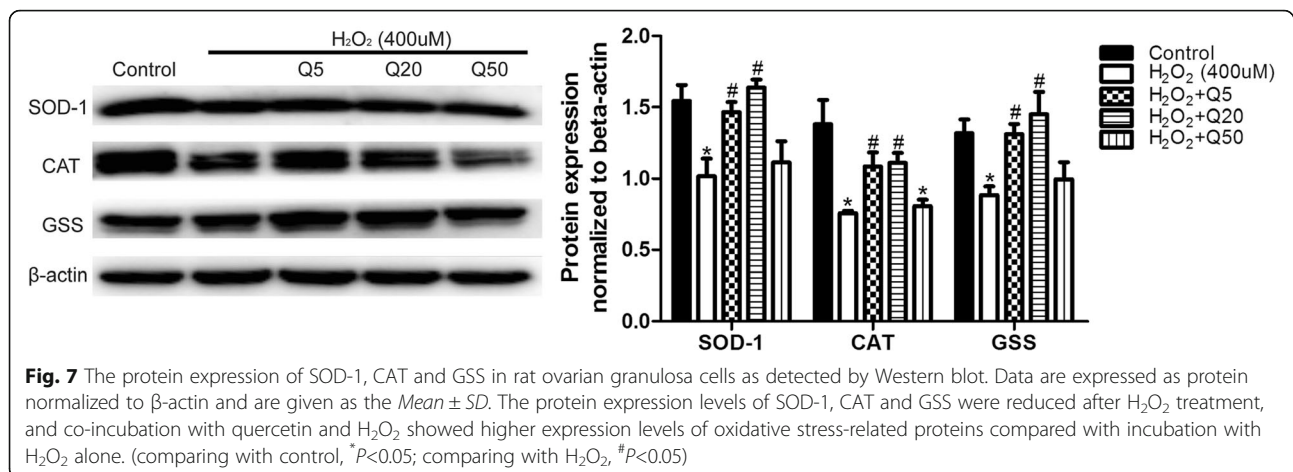 H₂O₂ (400uM)
Control Q5 Q20 Q50
SOD-1
CAT
GSS
β-actin
Protein expression
normalized to beta-actin
2.0
1.5
1.0
0.5
0.0
# # * # # * * # # *
SOD-1 CAT GSS
Control
H₂O₂ (400uM)
H₂O₂+Q5
H₂O₂+Q20
H₂O₂+Q50
Fig. 7 The protein expression of SOD-1, CAT and GSS in rat ovarian granulosa cells as detected by Western blot. Data are expressed as protein
normalized to β-actin and are given as the Mean ± SD. The protein expression levels of SOD-1, CAT and GSS were reduced after H₂O₂ treatment,
and co-incubation with quercetin and H₂O₂ showed higher expression levels of oxidative stress-related proteins compared with incubation with
H₂O₂ alone. (comparing with control, *P<0.05; comparing with H₂O₂, #P<0.05)